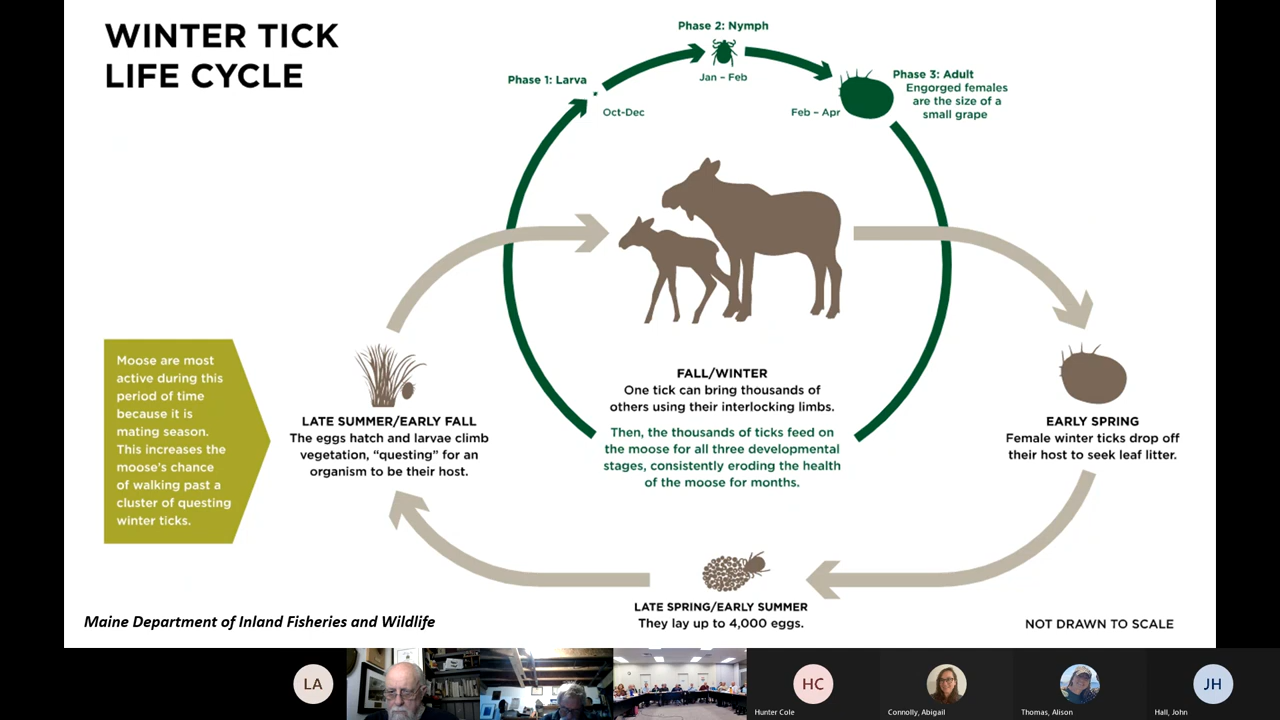 WINTER TICK
LIFE CYCLE
Phase 2: Nymph
Jan – Feb
Phase 1: Larva
Oct-Dec
Phase 3: Adult
Engorged females
are the size of a
small grape
Feb – Apr
FALL/WINTER
One tick can bring thousands of
others using their interlocking limbs.
Then, the thousands of ticks feed on
the moose for all three developmental
stages, consistently eroding the health
of the moose for months.
Moose are most
active during this
period of time
because it is
mating season.
This increases the
moose's chance
of walking past a
cluster of questing
winter ticks.
LATE SUMMER/EARLY FALL
The eggs hatch and larvae climb
vegetation, “questing” for an
organism to be their host.
EARLY SPRING
Female winter ticks drop off
their host to seek leaf litter.
LATE SPRING/EARLY SUMMER
They lay up to 4,000 eggs.
Maine Department of Inland Fisheries and Wildlife
NOT DRAWN TO SCALE
LA
HC
JH
Hunter Cole
Connolly, Abigail
Thomas, Alison
Hall, John